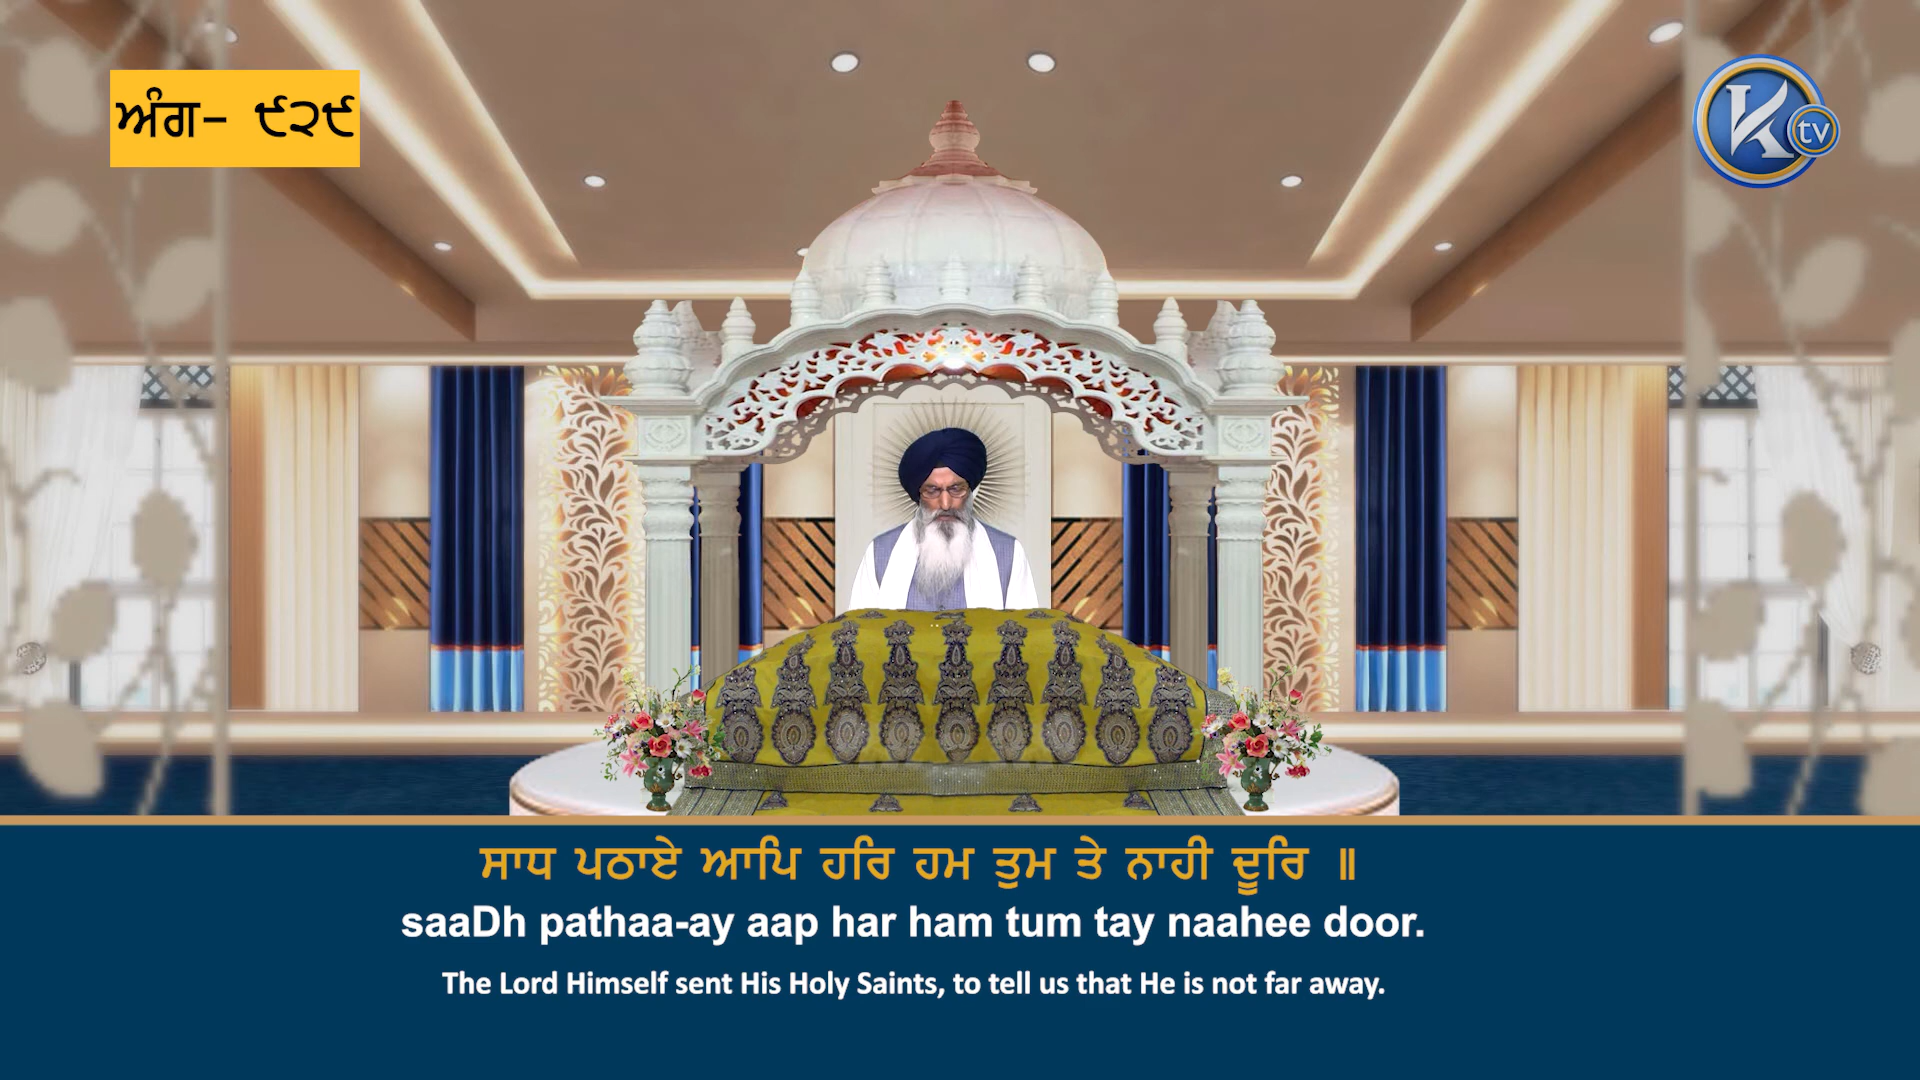 ਅੰਗ- ੯੨੯
K tv
ਸਾਧ ਪਠਾਏ ਆਪਿ ਹਰਿ ਹਮ ਤੁਮ ਤੇ ਨਾਹੀ ਦੂਰਿ ॥
saaDh pathaa-ay aap har ham tum tay naahee door.
The Lord Himself sent His Holy Saints, to tell us that He is not far away.